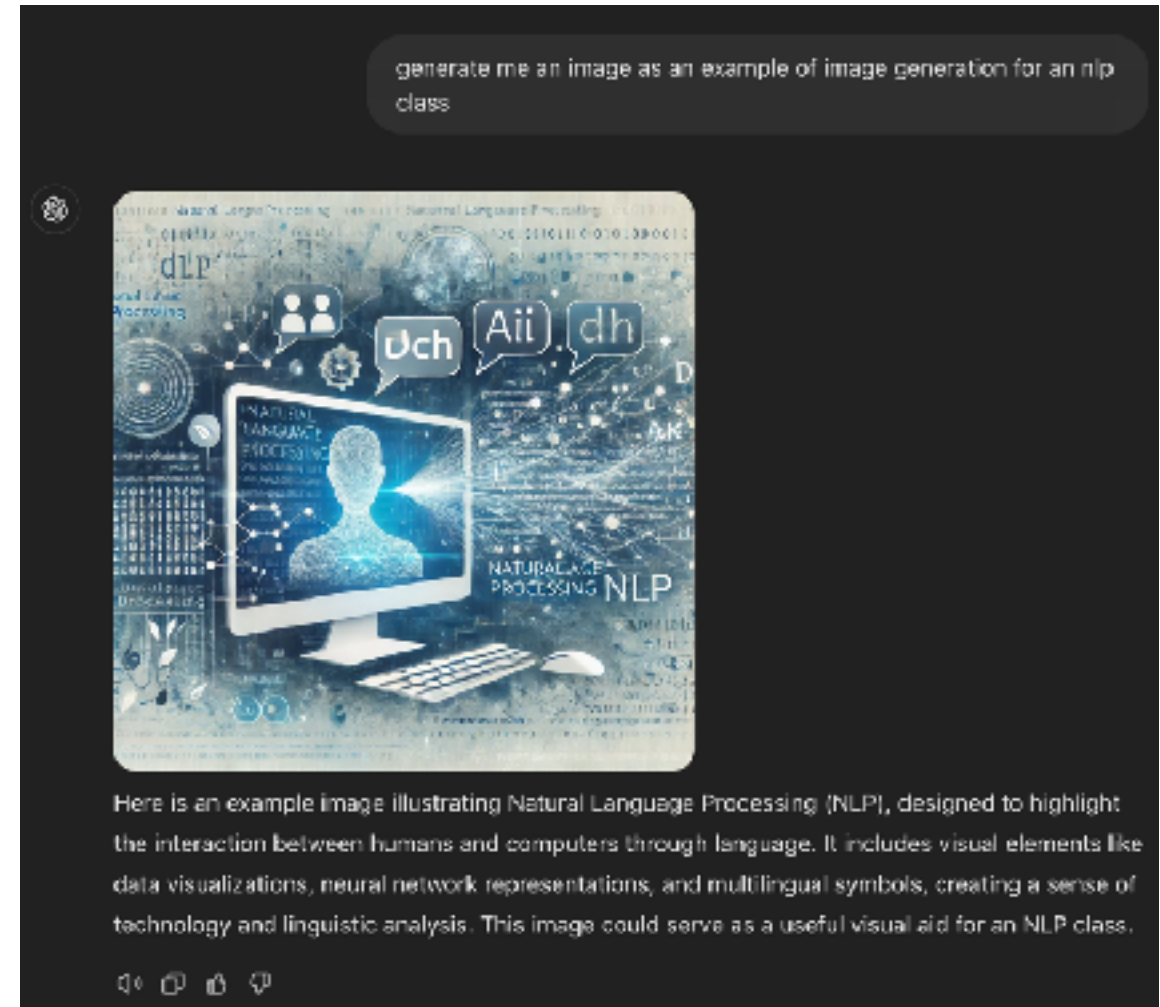 generate me an image as an example of image generation for an nlp
class
dLP
Processing
Uch
Aii
dh
D
NATURAL
LANGUAGE
PROCESSING
NATURAL AGE
PROCESSING NLP
Here is an example image illustrating Natural Language Processing (NLP), designed to highlight
the interaction between humans and computers through language. It includes visual elements like
data visualizations, neural network representations, and multilingual symbols, creating a sense of
technology and linguistic analysis. This image could serve as a useful visual aid for an NLP class.